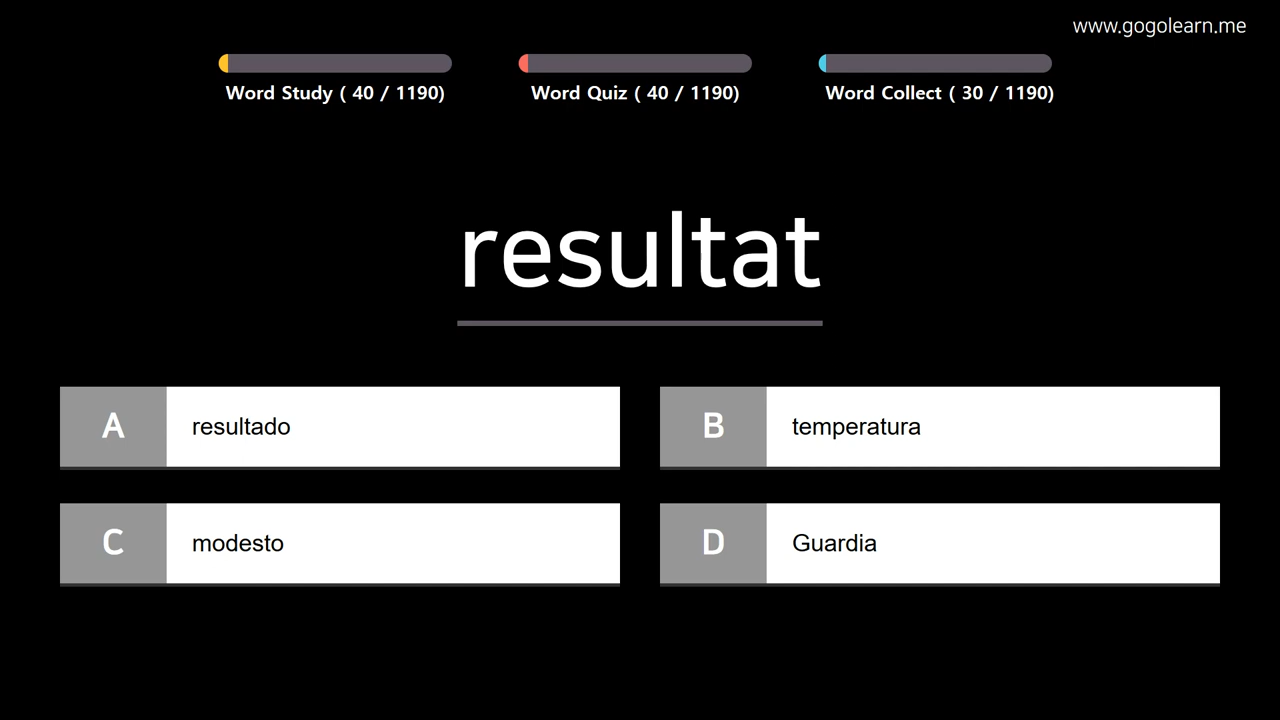 www.gogolearn.me
Word Study ( 40 / 1190)
Word Quiz ( 40 / 1190)
Word Collect ( 30 / 1190)
resultat
A resultado
B temperatura
C modesto
D Guardia